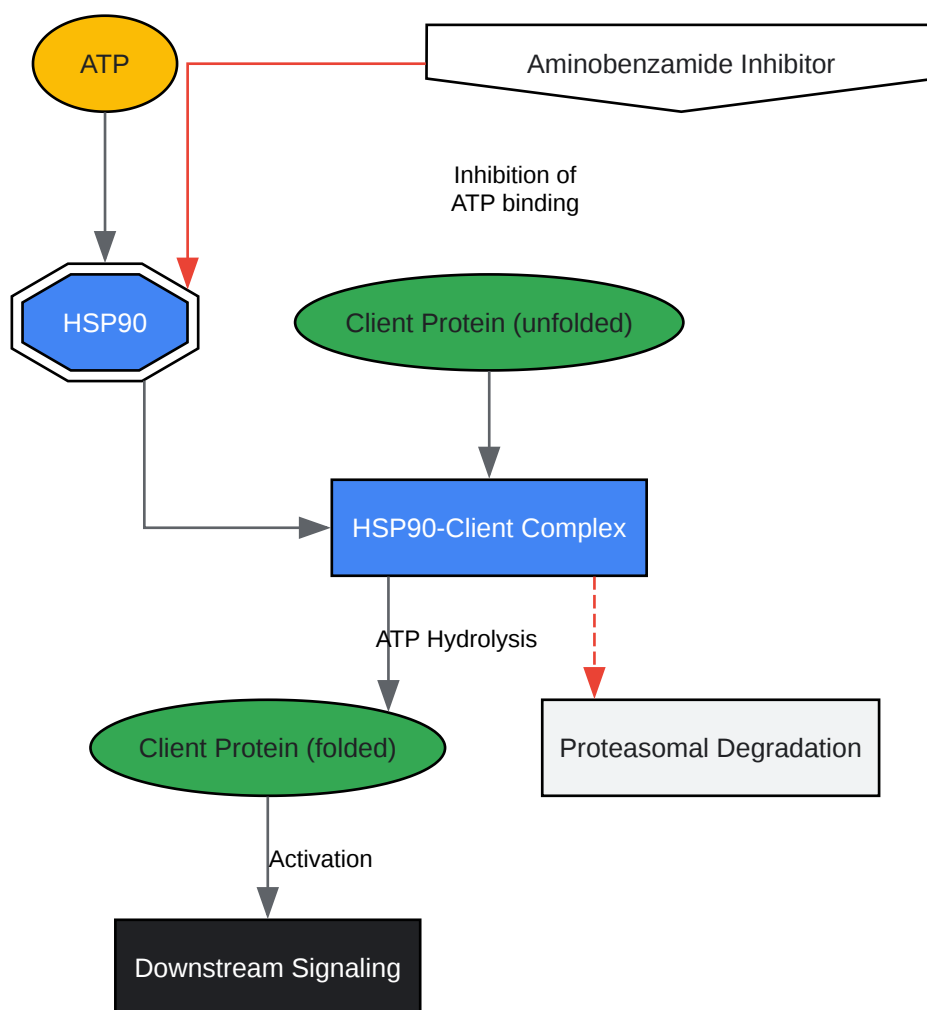 ATP
Aminobenzamide Inhibitor
Inhibition of
ATP binding
HSP90
Client Protein (unfolded)
HSP90-Client Complex
ATP Hydrolysis
Client Protein (folded)
Proteasomal Degradation
Activation
Downstream Signaling